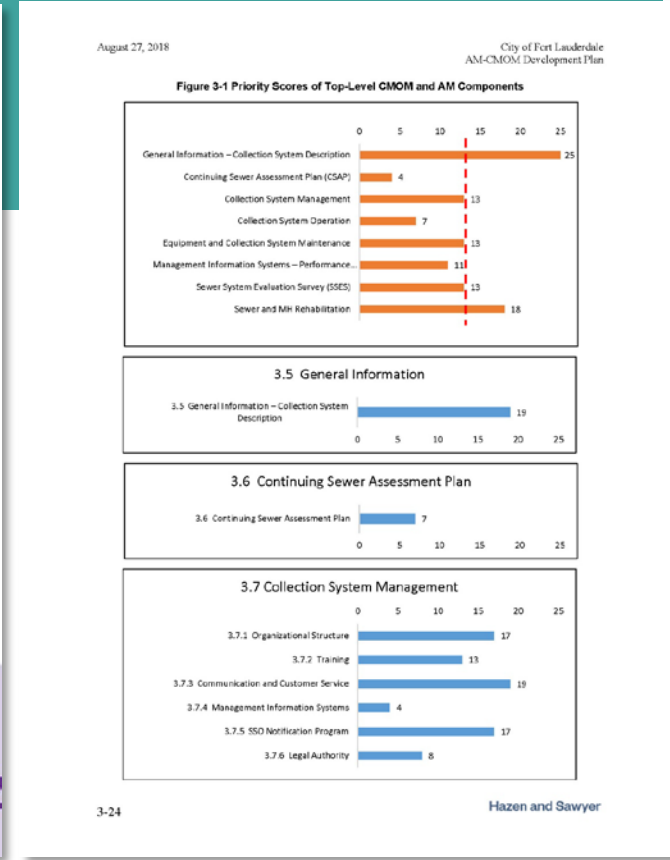 August 27, 2018
City of Fort Lauderdale
AM-CMOM Development Plan
Figure 3-1 Priority Scores of Top-Level CMOM and AM Components
0 5 10 15 20 25
General Information – Collection System Description 25
Continuing Sewer Assessment Plan (CSAP) 4
Collection System Management 13
Collection System Operation 7
Equipment and Collection System Maintenance 13
Management Information Systems – Performance... 11
Sewer System Evaluation Survey (SSES) 13
Sewer and MH Rehabilitation 18
3.5 General Information
3.5 General Information – Collection System
Description
19
0 5 10 15 20 25
3.6 Continuing Sewer Assessment Plan
3.6 Continuing Sewer Assessment Plan 7
0 5 10 15 20 25
3.7 Collection System Management
0 5 10 15 20 25
3.7.1 Organizational Structure 17
3.7.2 Training 13
3.7.3 Communication and Customer Service 19
3.7.4 Management Information Systems 4
3.7.5 SSO Notification Program 17
3.7.6 Legal Authority 8
3-24
Hazen and Sawyer